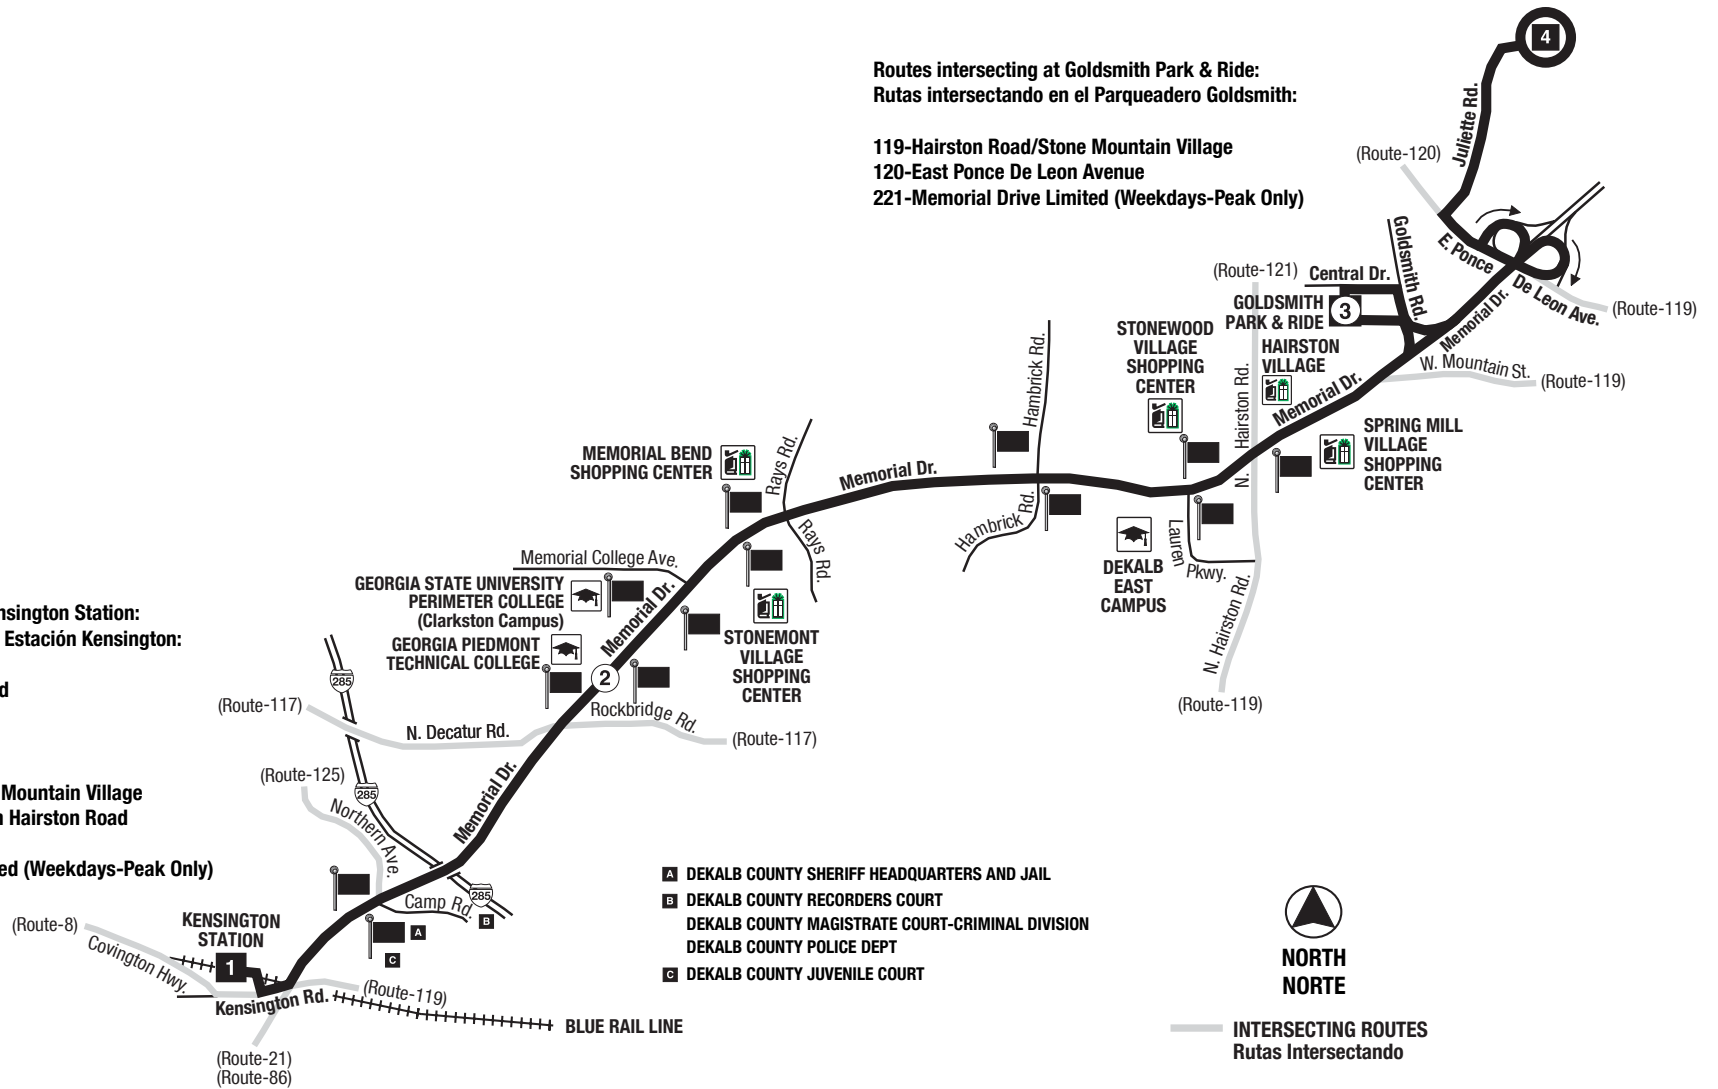 4
Routes intersecting at Goldsmith Park & Ride:
Rutas intersectando en el Parqueadero Goldsmith:
119-Hairston Road/Stone Mountain Village
120-East Ponce De Leon Avenue
221-Memorial Drive Limited (Weekdays-Peak Only)
Juliette Rd.
(Route-120)
E. Ponce
De Leon Ave.
(Route-119)
Goldsmith Rd.
(Route-121)
Central Dr.
GOLDSMITH
PARK & RIDE
3
Memorial Dr.
W. Mountain St.
(Route-119)
STONEWOOD
VILLAGE
SHOPPING
CENTER
HAIRSTON
VILLAGE
N. Hairston Rd.
Memorial Dr.
SPRING MILL
VILLAGE
SHOPPING
CENTER
Hambrick Rd.
Hambrick Rd.
MEMORIAL BEND
SHOPPING CENTER
Rays Rd.
Rays Rd.
Memorial Dr.
DEKALB
EAST
CAMPUS
Lauren
Pkwy.
N. Hairston Rd.
(Route-119)
Memorial College Ave.
GEORGIA STATE UNIVERSITY
PERIMETER COLLEGE
(Clarkston Campus)
GEORGIA PIEDMONT
TECHNICAL COLLEGE
Memorial Dr.
2
STONEMONT
VILLAGE
SHOPPING
CENTER
nsington Station:
Estación Kensington:
d
Mountain Village
n Hairston Road
ed (Weekdays-Peak Only)
285
(Route-117)
N. Decatur Rd.
Rockbridge Rd.
(Route-117)
(Route-125)
285
Northern Ave.
Memorial Dr.
285
Camp Rd.
B
A
C
(Route-8)
Covington Hwy.
KENSINGTON
STATION
1
Kensington Rd.
(Route-119)
BLUE RAIL LINE
(Route-21)
(Route-86)
A DEKALB COUNTY SHERIFF HEADQUARTERS AND JAIL
B DEKALB COUNTY RECORDERS COURT
DEKALB COUNTY MAGISTRATE COURT-CRIMINAL DIVISION
DEKALB COUNTY POLICE DEPT
C DEKALB COUNTY JUVENILE COURT
NORTH
NORTE
INTERSECTING ROUTES
Rutas Intersectando